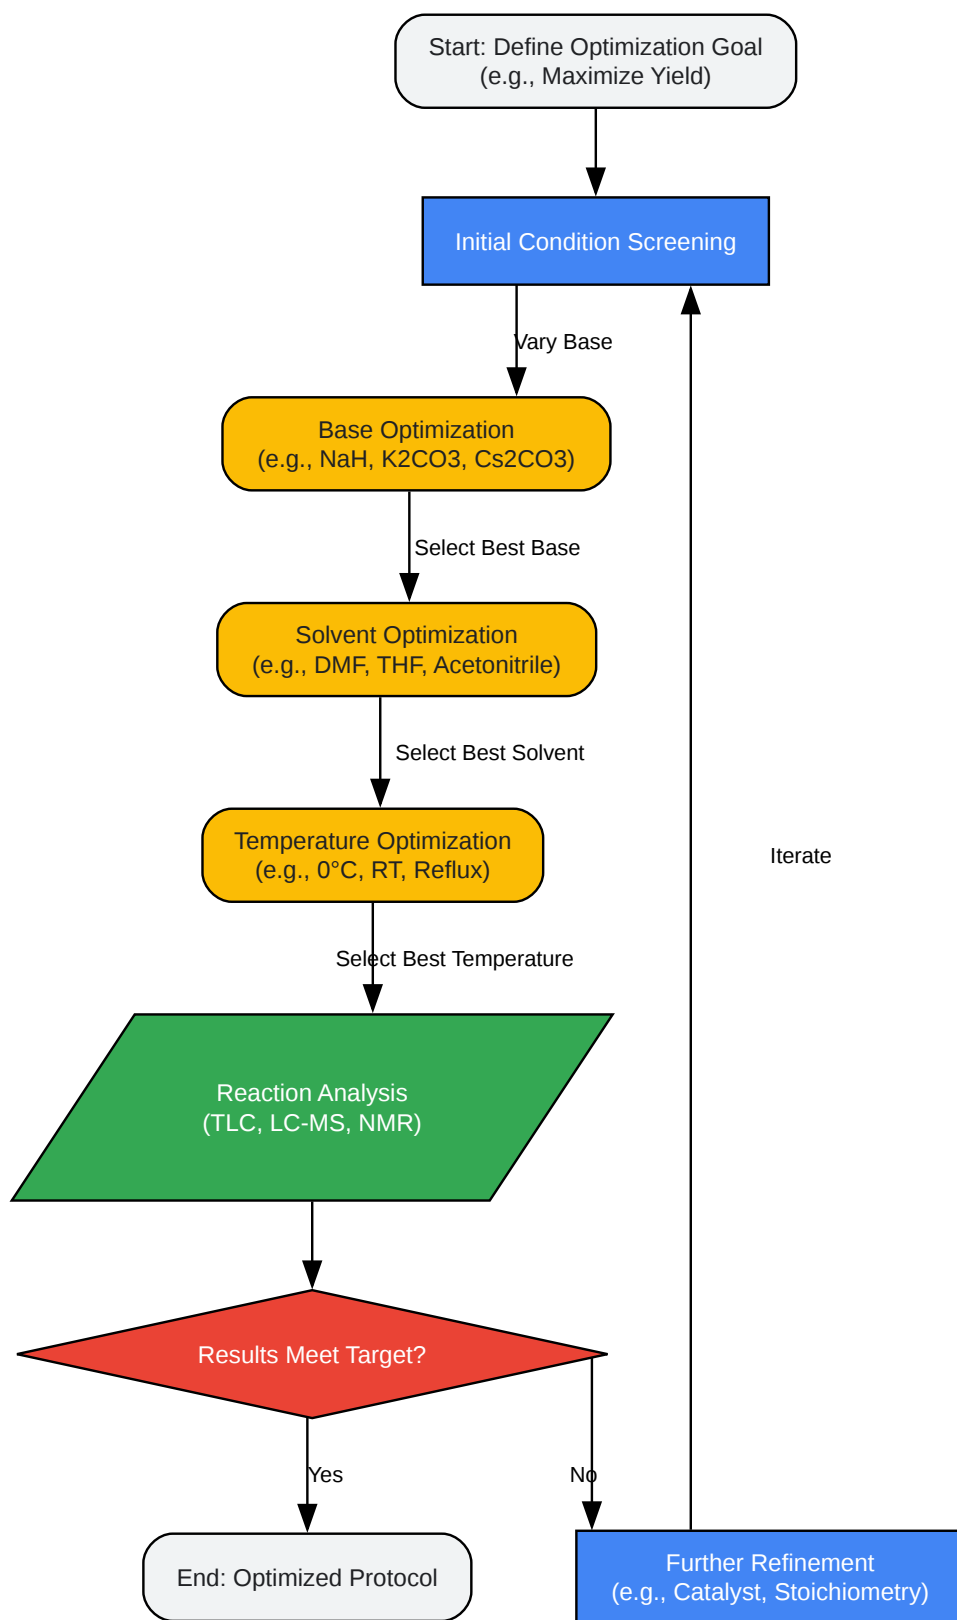 Start: Define Optimization Goal
(e.g., Maximize Yield)
Initial Condition Screening
Vary Base
Base Optimization
(e.g., NaH, K2CO3, Cs2CO3)
Select Best Base
Solvent Optimization
(e.g., DMF, THF, Acetonitrile)
Select Best Solvent
Temperature Optimization
(e.g., 0°C, RT, Reflux)
Iterate
Select Best Temperature
Reaction Analysis
(TLC, LC-MS, NMR)
Results Meet Target?
Yes
No
End: Optimized Protocol
Further Refinement
(e.g., Catalyst, Stoichiometry)